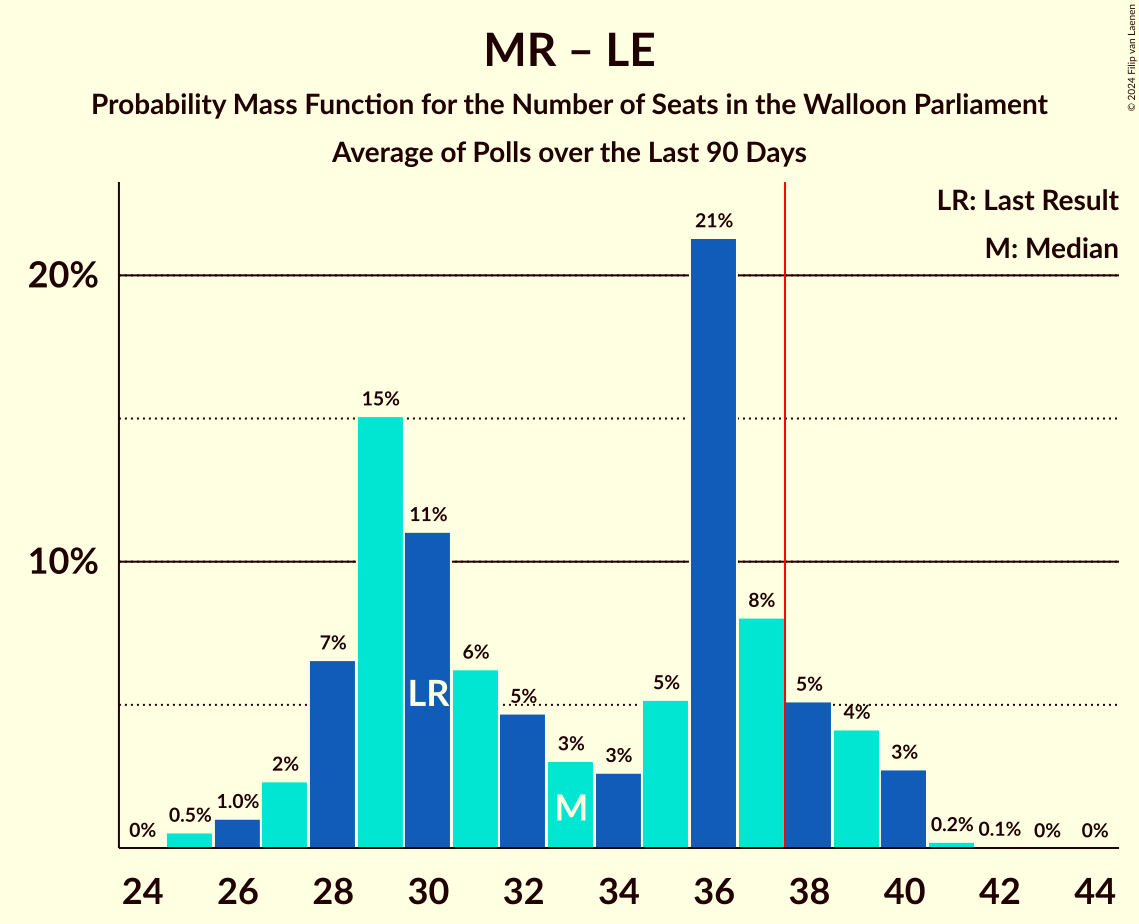 MR – LE
Probability Mass Function for the Number of Seats in the Walloon Parliament
Average of Polls over the Last 90 Days
© 2024 Filip van Laenen
LR: Last Result
M: Median
20%
10%
0%
0.5%
1.0%
2%
7%
15%
11%
6%
5%
3%
3%
5%
21%
8%
5%
4%
3%
0.2%
0.1%
0%
0%
LR
M
24 26 28 30 32 34 36 38 40 42 44